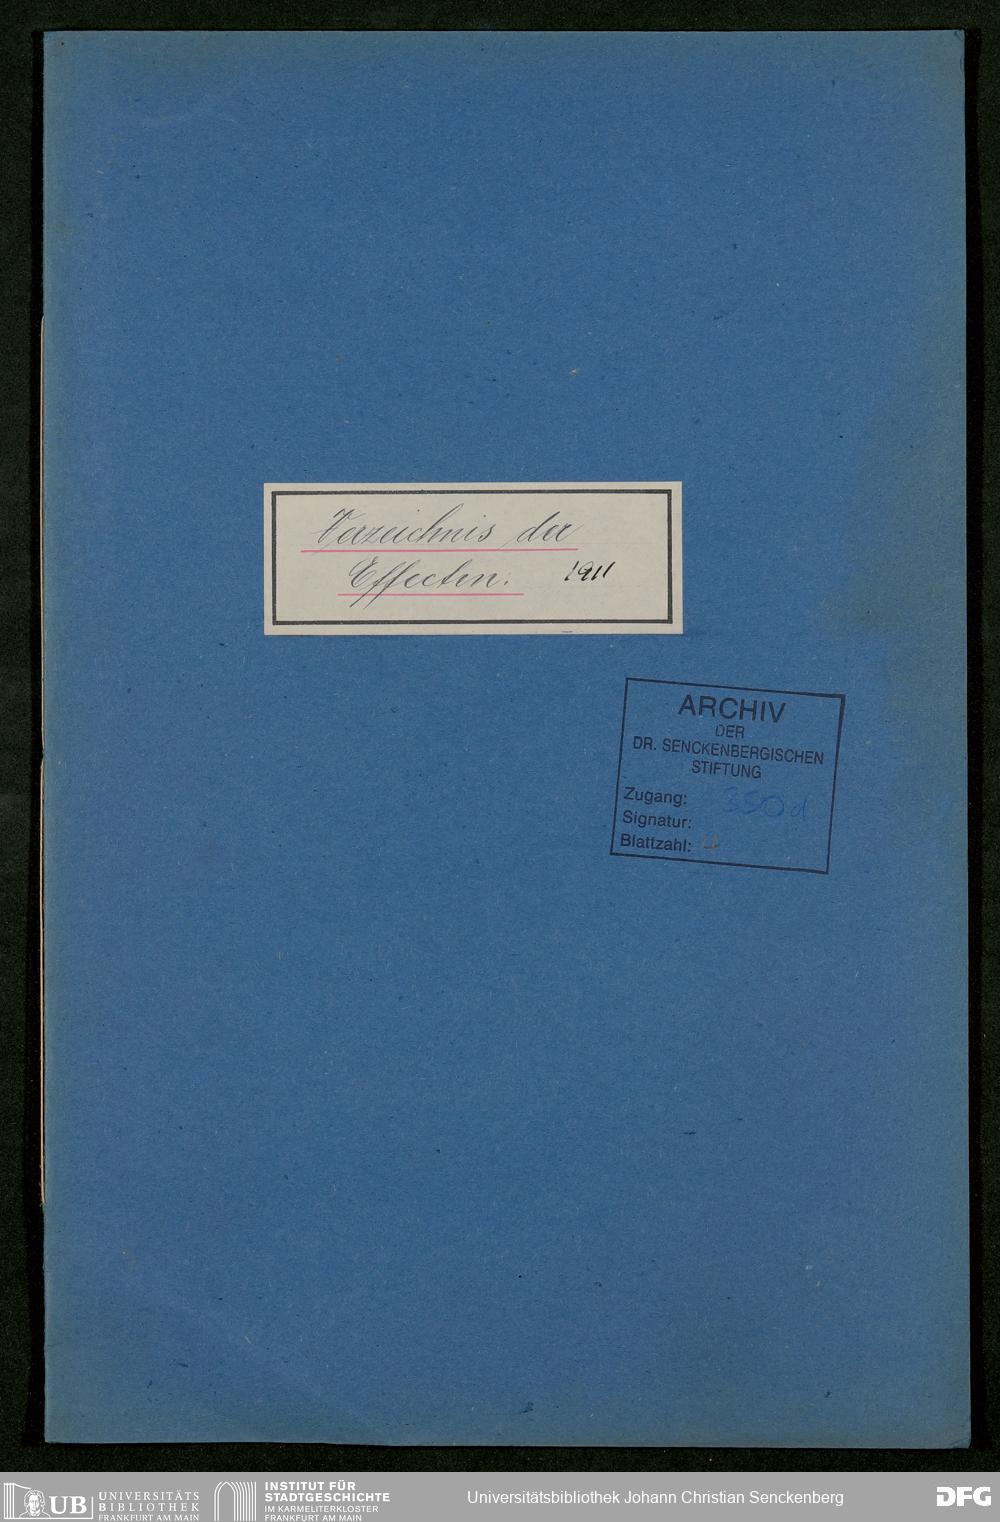 Verzeichnis der
Effecten. 1911
ARCHIV
DER
DR. SENCKENBERGISCHEN
STIFTUNG
Zugang: 350d
Signatur:
Blattzahl: 4
UB UNIVERSITÄTS
BIBLIOTHEK
FRANKFURT AM MAIN
INSTITUT FÜR
STADTGESCHICHTE
IM KARMELITERKLOSTER
FRANKFURT AM MAIN
Universitätsbibliothek Johann Christian Senckenberg
DFG